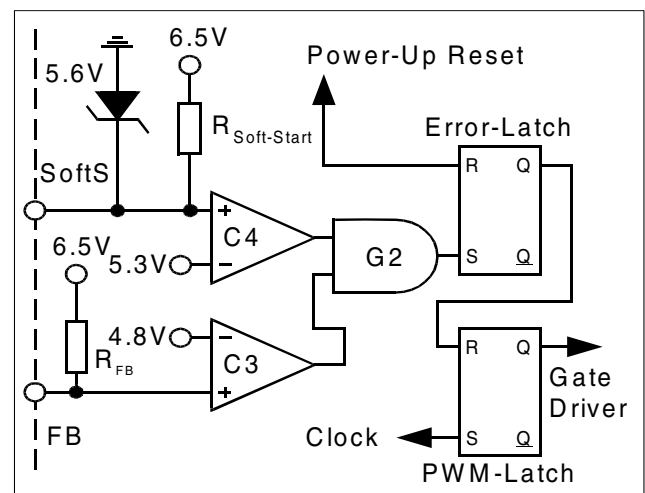 6.5V
Power-Up Reset
5.6V
R Soft-Start
Error-Latch
SoftS
R Q
C4
+
-
G2
S Q
6.5V
5.3V
4.8V
-
R FB
C3
+
R Q
Gate
Driver
FB
Clock
S Q
PWM-Latch